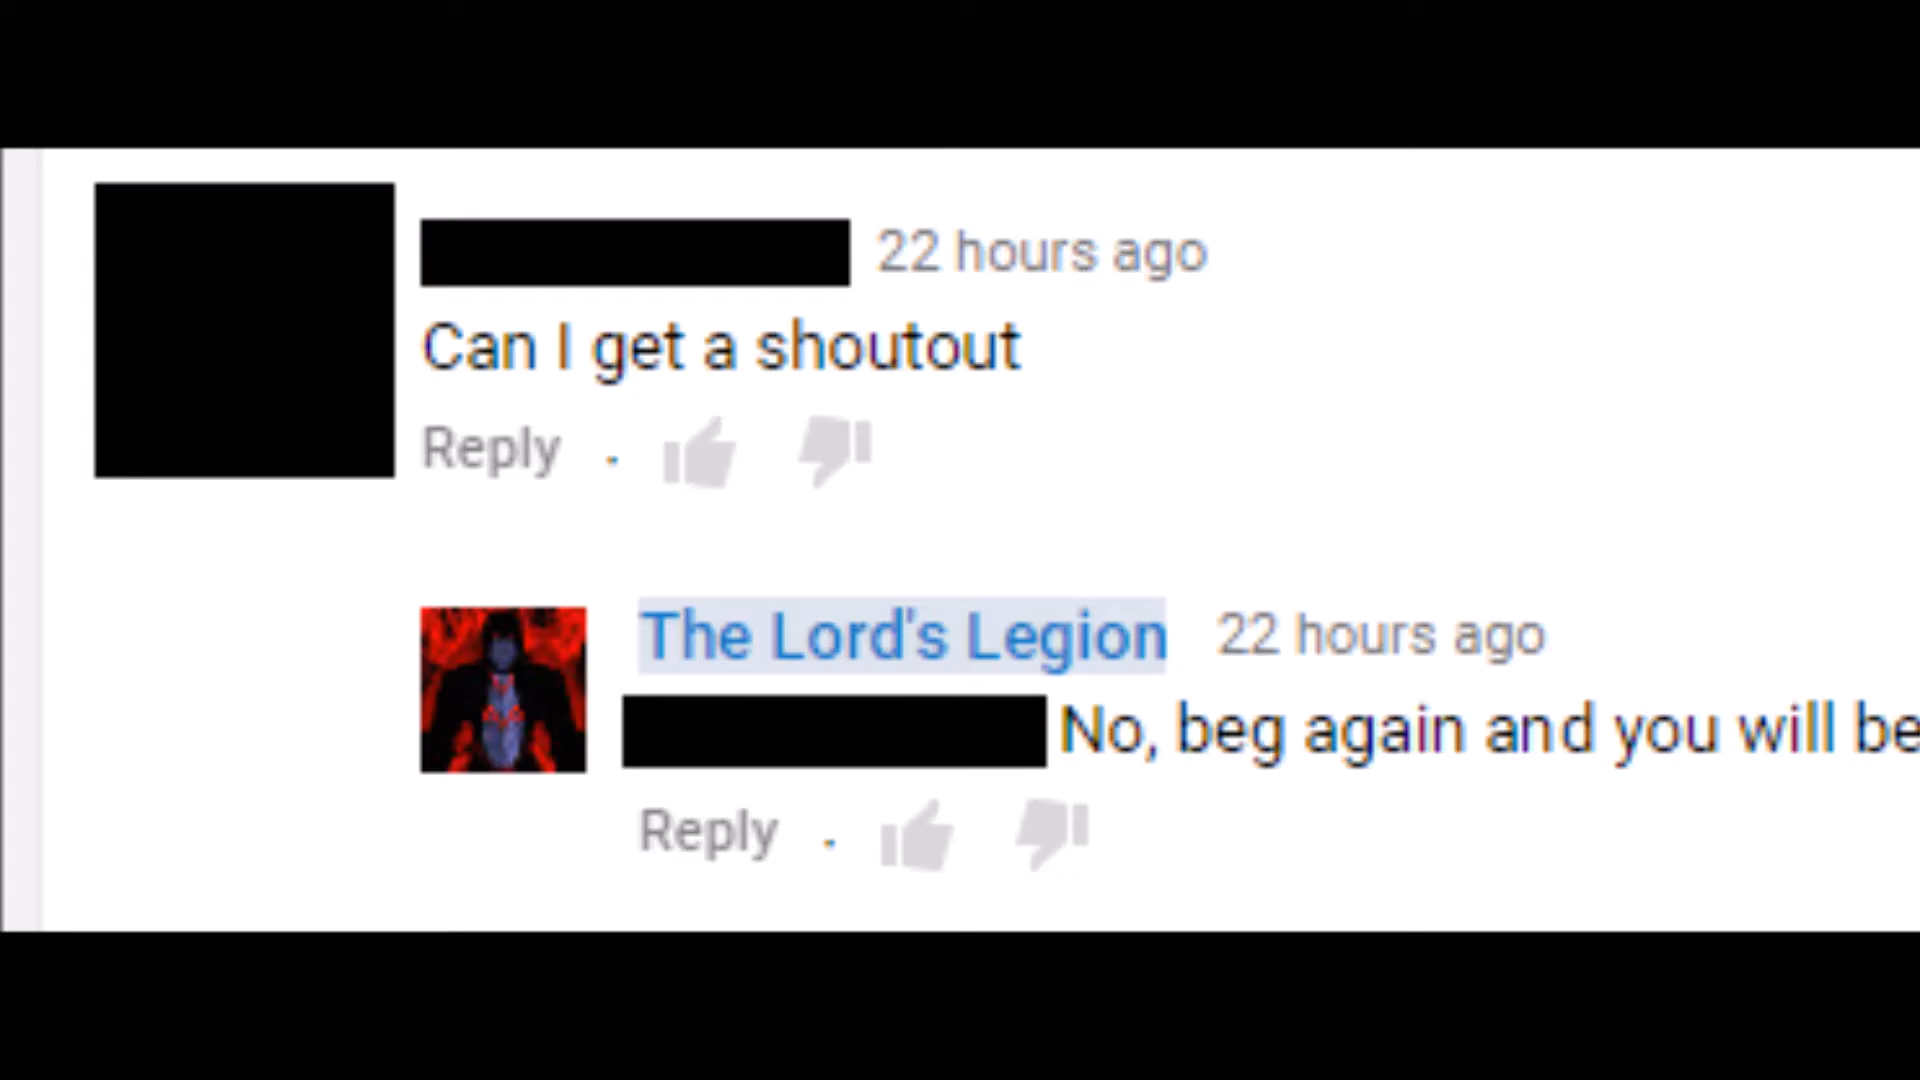 22 hours ago
Can I get a shoutout
Reply
The Lord's Legion 22 hours ago
No, beg again and you will be
Reply